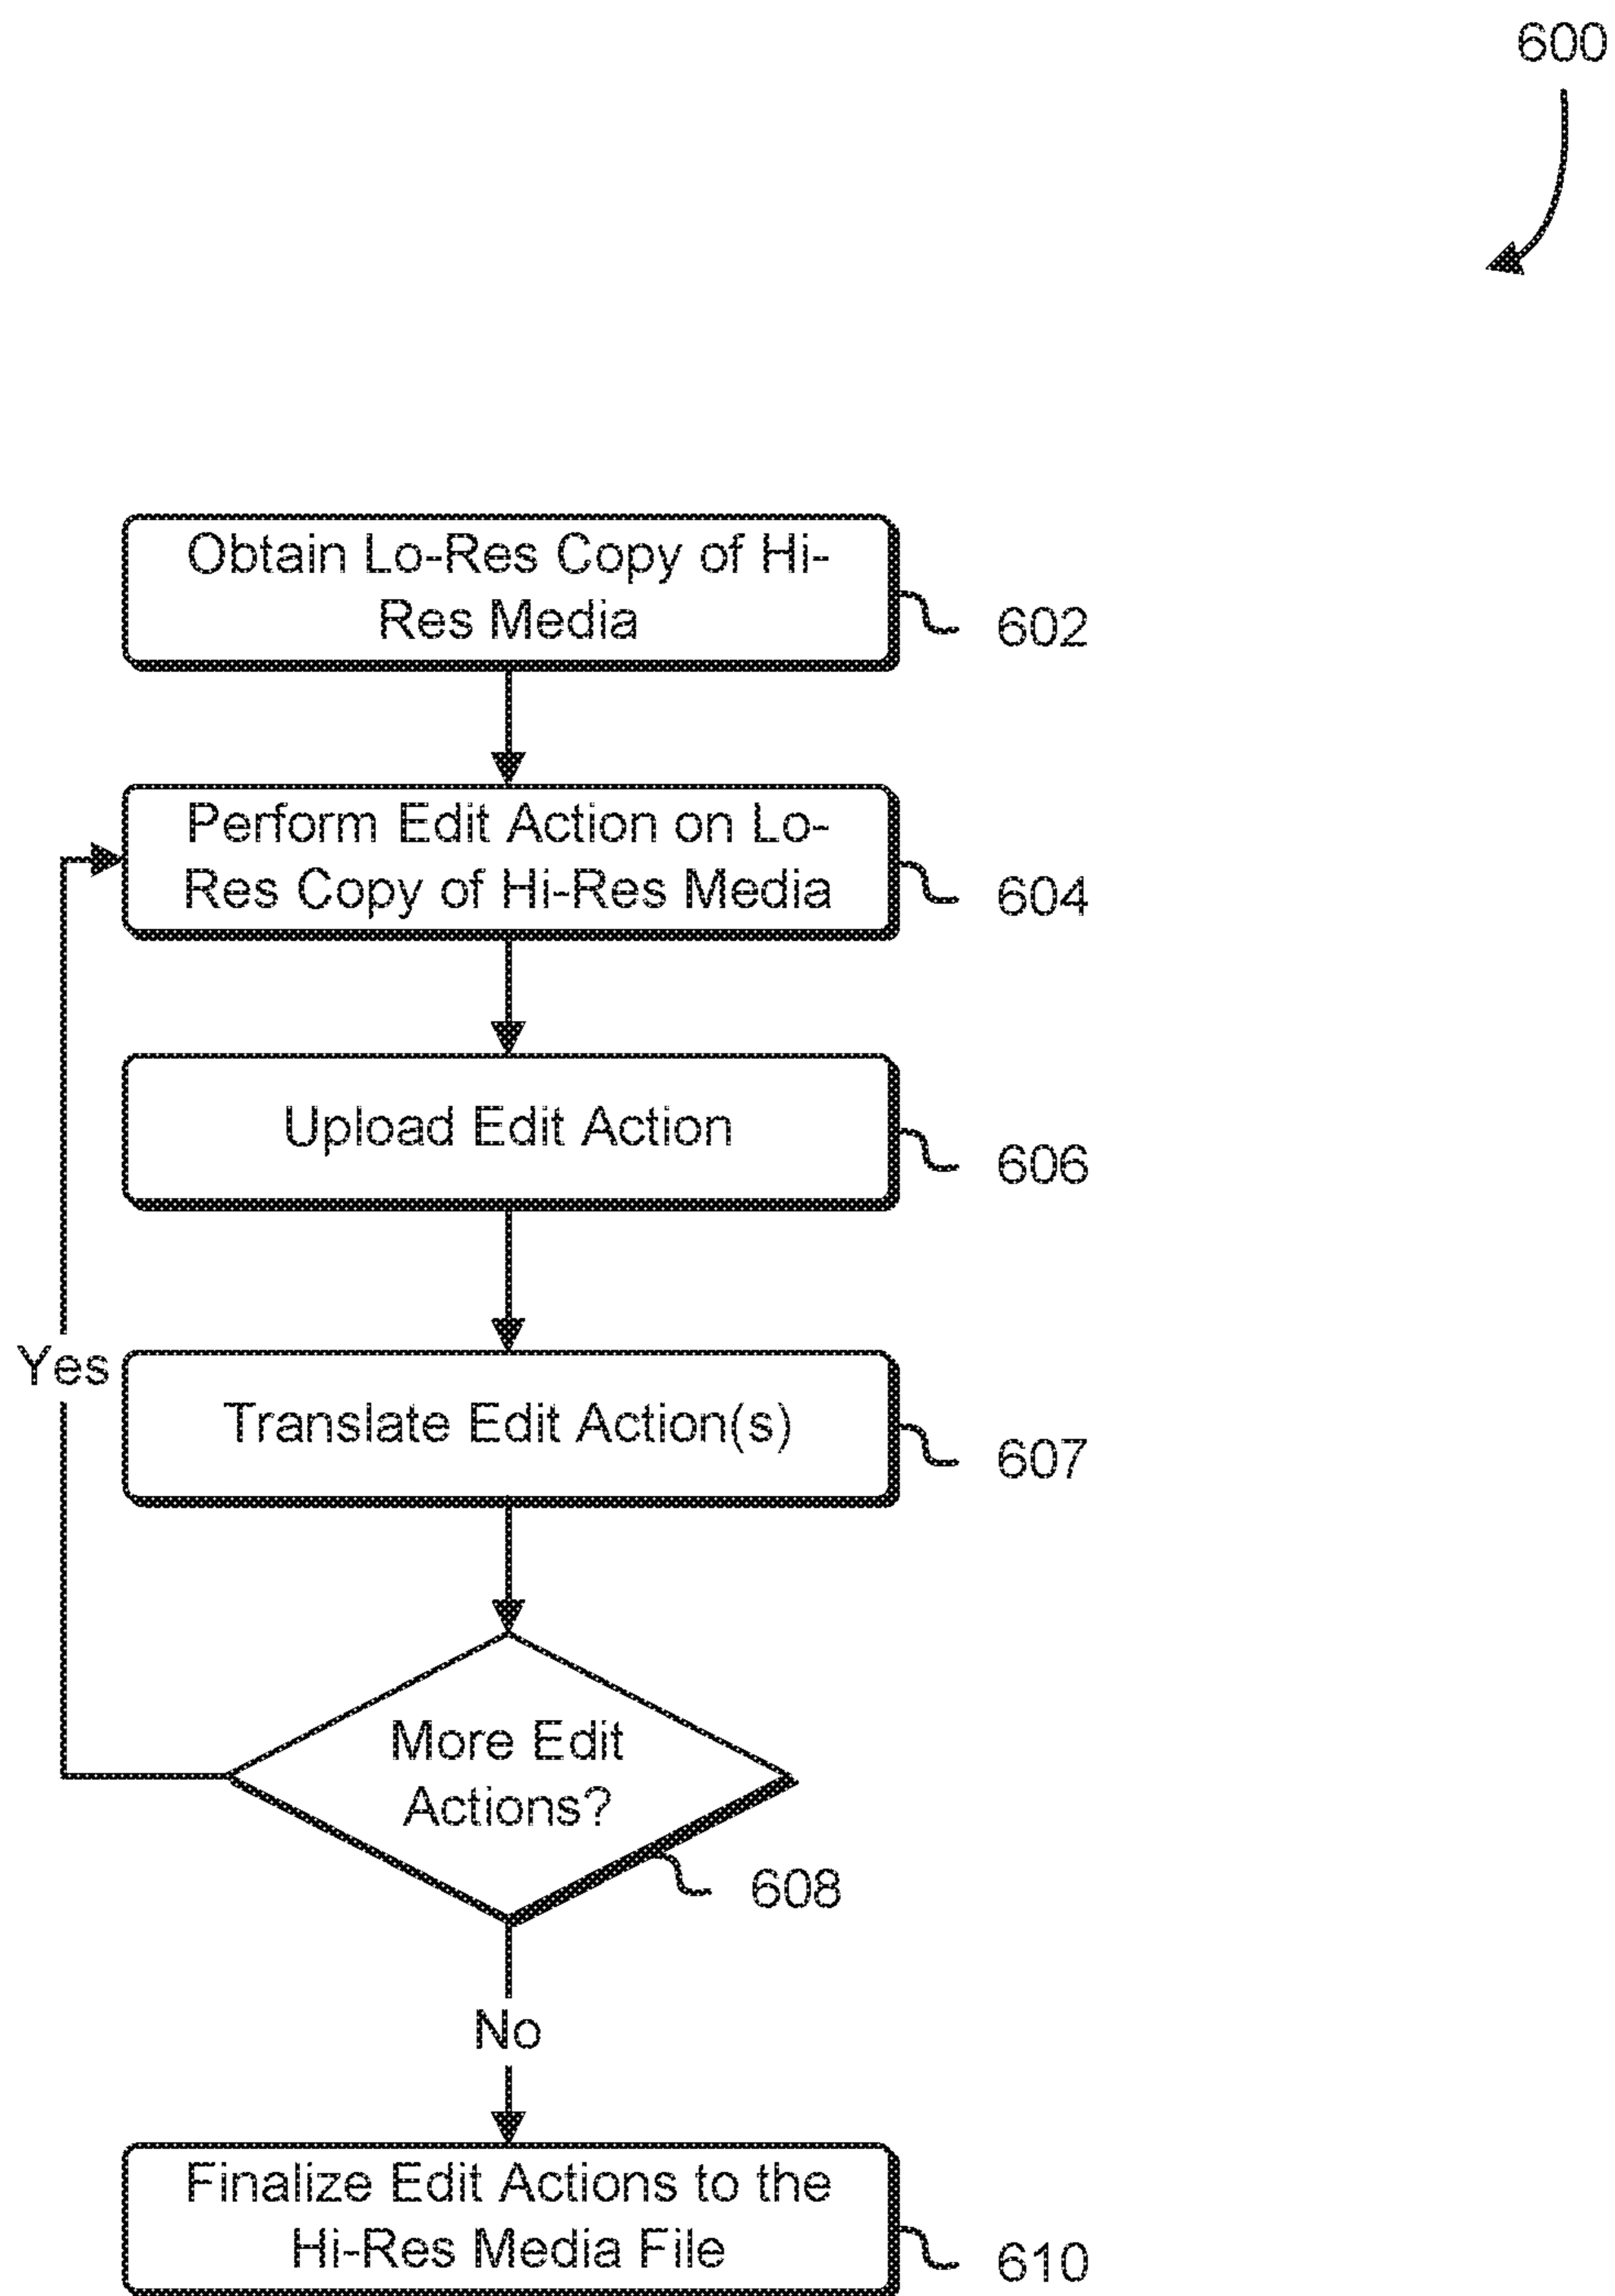 600
Obtain Lo-Res Copy of Hi-
Res Media
602
Perform Edit Action on Lo-
Res Copy of Hi-Res Media
604
Upload Edit Action
606
Yes
Translate Edit Action(s)
607
More Edit
Actions?
608
No
Finalize Edit Actions to the
Hi-Res Media File
610